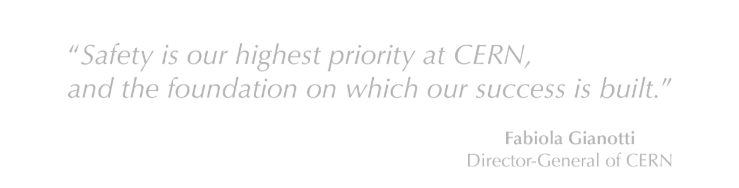 “Safety is our highest priority at CERN,
and the foundation on which our success is built.”
Fabiola Gianotti
Director-General of CERN